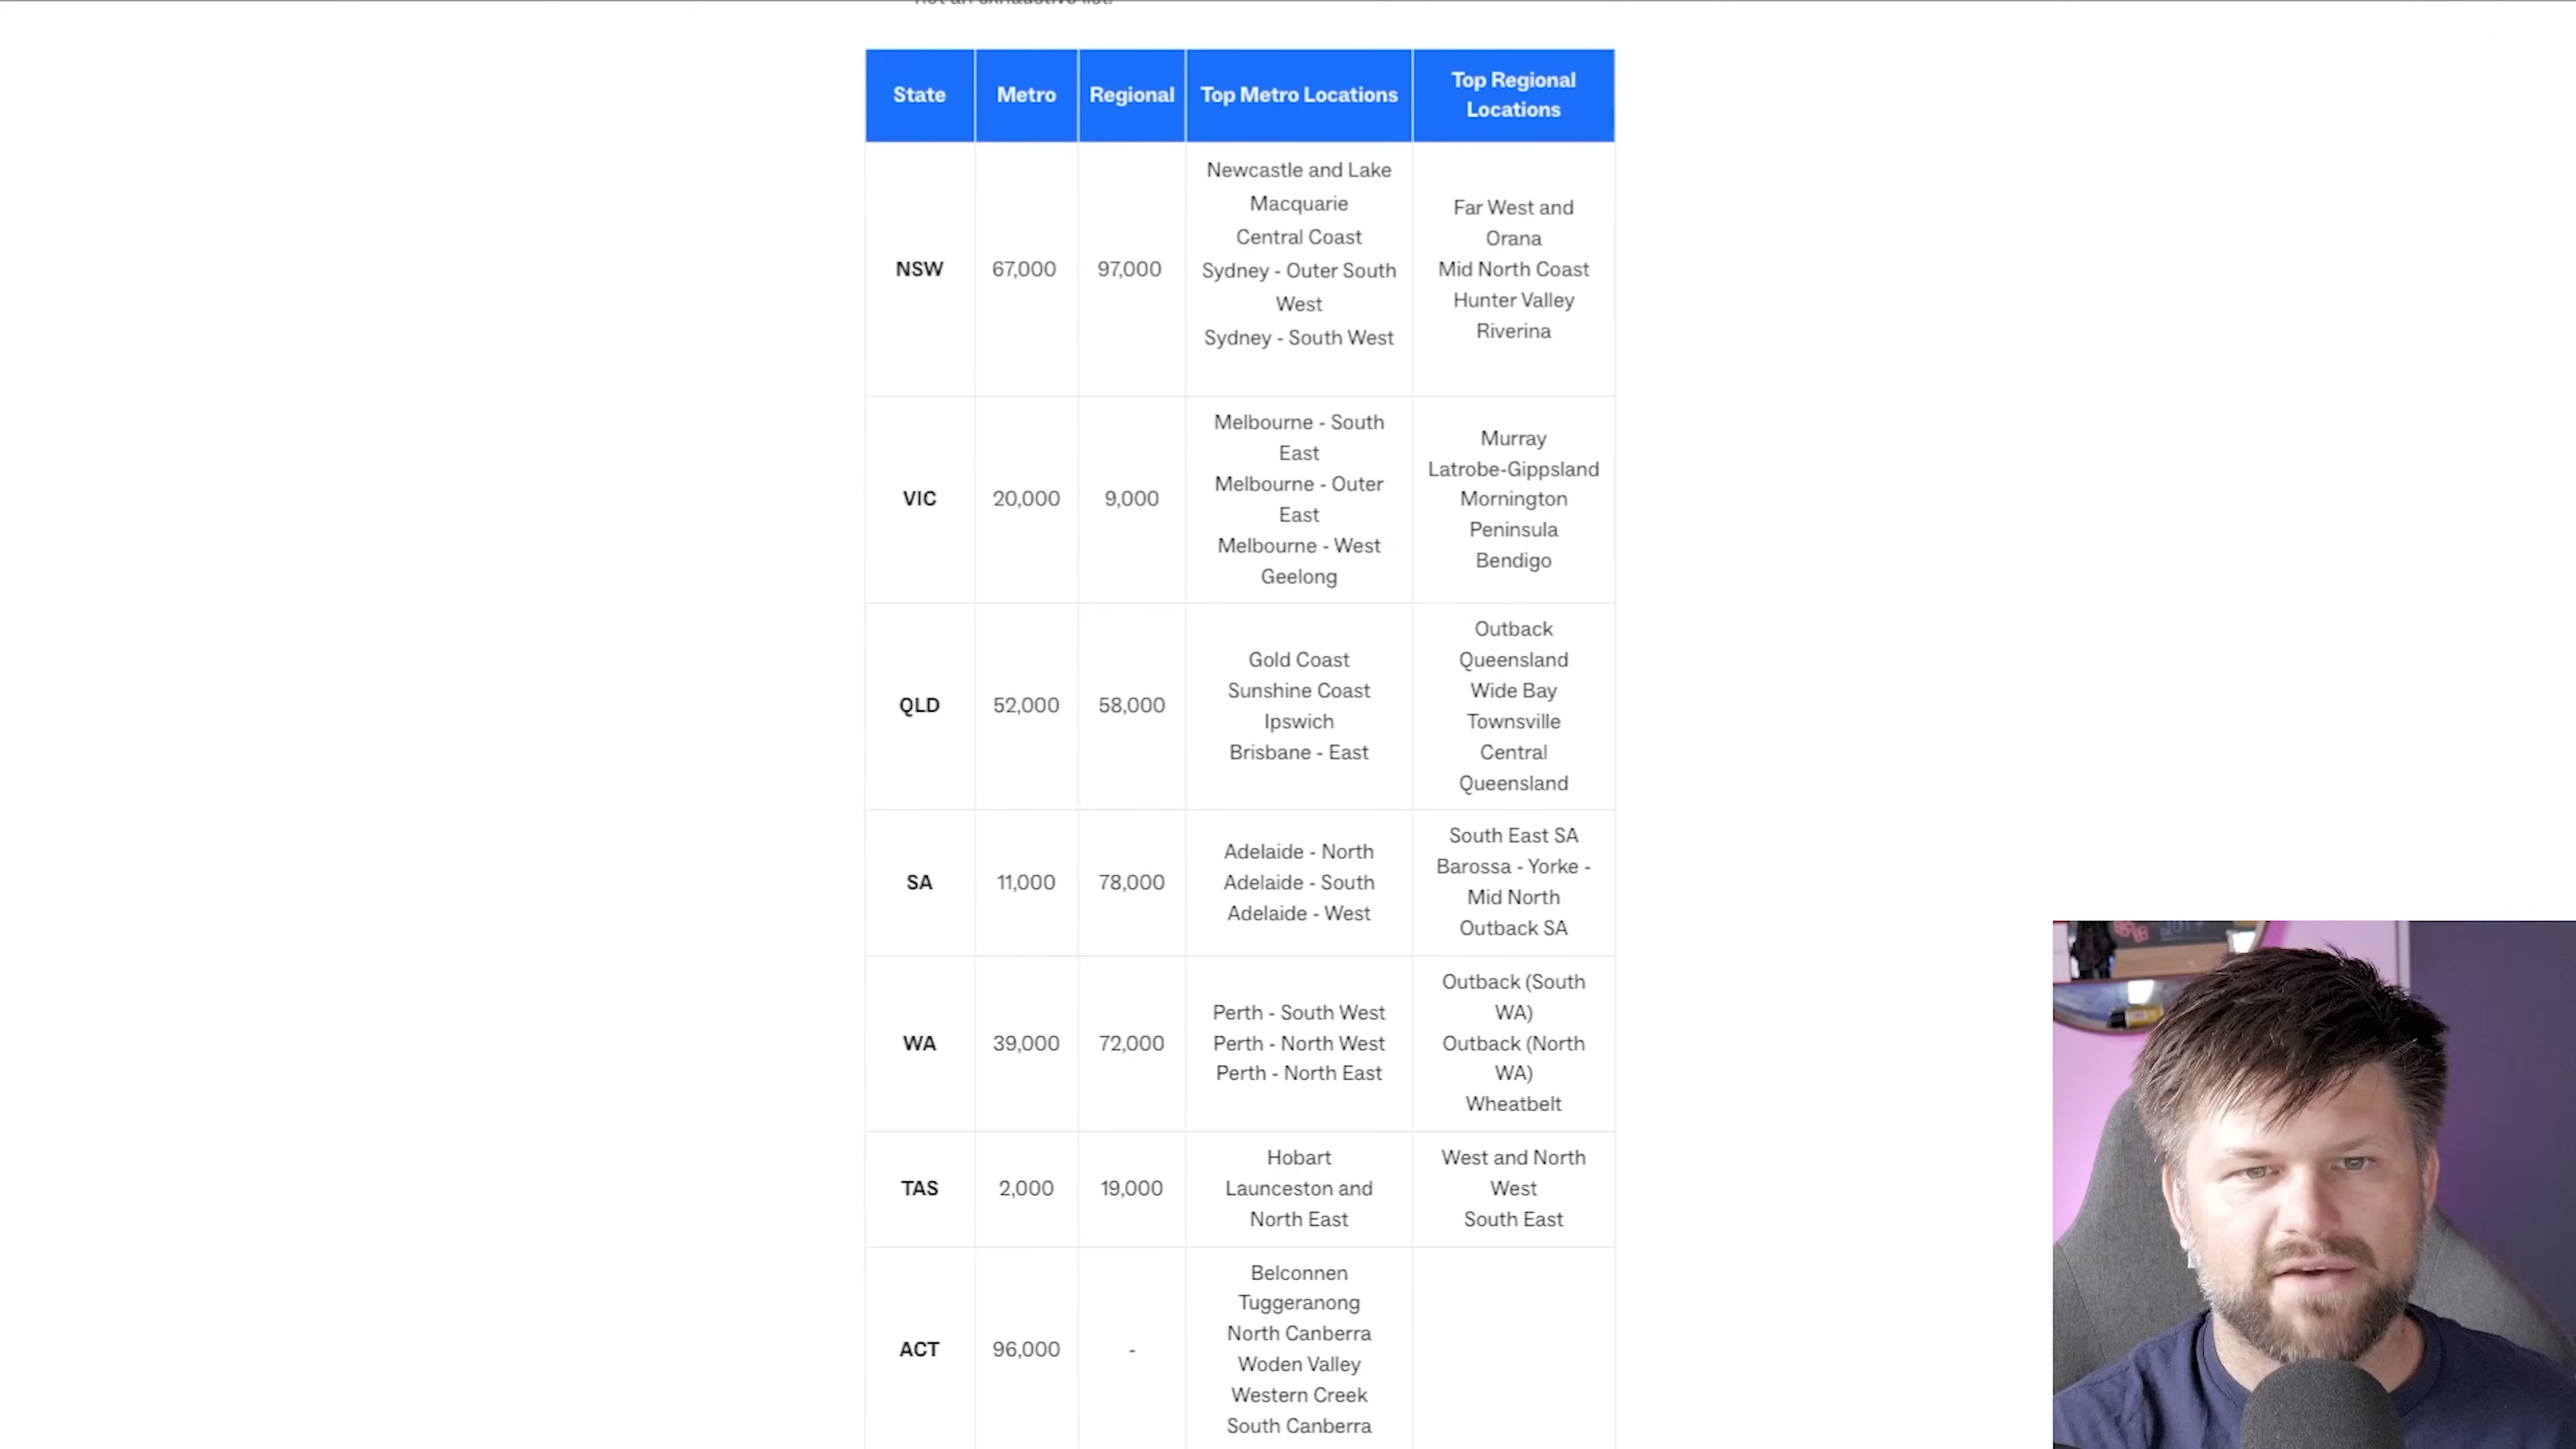 not an exhaustive list.
State Metro Regional Top Metro Locations Top Regional
Locations
NSW 67,000 97,000
Newcastle and Lake
Macquarie
Central Coast
Sydney - Outer South
West
Sydney - South West
Far West and
Orana
Mid North Coast
Hunter Valley
Riverina
VIC 20,000 9,000
Melbourne - South
East
Melbourne - Outer
East
Melbourne - West
Geelong
Murray
Latrobe-Gippsland
Mornington
Peninsula
Bendigo
QLD 52,000 58,000
Gold Coast
Sunshine Coast
Ipswich
Brisbane - East
Outback
Queensland
Wide Bay
Townsville
Central
Queensland
SA 11,000 78,000
Adelaide - North
Adelaide - South
Adelaide - West
South East SA
Barossa - Yorke -
Mid North
Outback SA
WA 39,000 72,000
Perth - South West
Perth - North West
Perth - North East
Outback (South
WA)
Outback (North
WA)
Wheatbelt
TAS 2,000 19,000
Hobart
Launceston and
North East
West and North
West
South East
ACT 96,000 -
Belconnen
Tuggeranong
North Canberra
Woden Valley
Western Creek
South Canberra